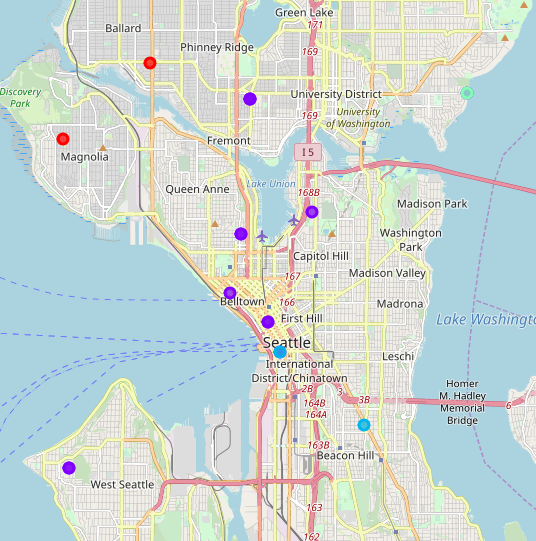 Green Lake
Ballard
171
Phinney Ridge
169
Discovery
Park
University District
University
of Washington
169
Fremont
I 5
Magnolia
Lake Union
Queen Anne
168B
Madison Park
Washington
Park
Capitol Hill
Madison Valley
167
Belltown
166
Madrona
First Hill
Lake Washingto
Seattle
Leschi
International
District/Chinatown
Homer
M. Hadley
Memorial
Bridge
3B
3B
6
164B
164A
163B
Beacon Hill
West Seattle
163
162